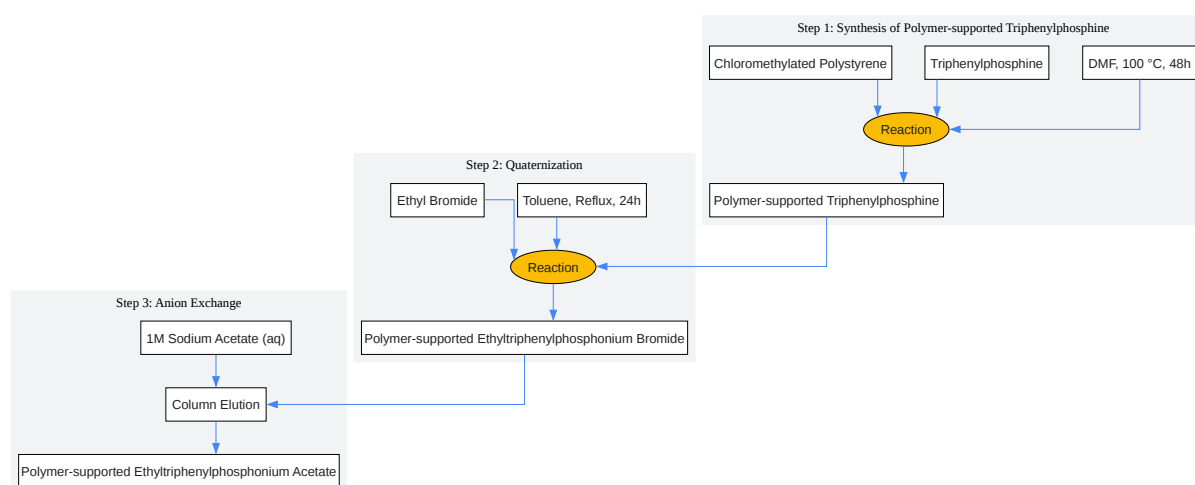 Step 1: Synthesis of Polymer-supported Triphenylphosphine
Chloromethylated Polystyrene
Triphenylphosphine
DMF, 100 °C, 48h
Reaction
Polymer-supported Triphenylphosphine
Step 2: Quaternization
Ethyl Bromide
Toluene, Reflux, 24h
Reaction
Polymer-supported Ethyltriphenylphosphonium Bromide
Step 3: Anion Exchange
1M Sodium Acetate (aq)
Column Elution
Polymer-supported Ethyltriphenylphosphonium Acetate